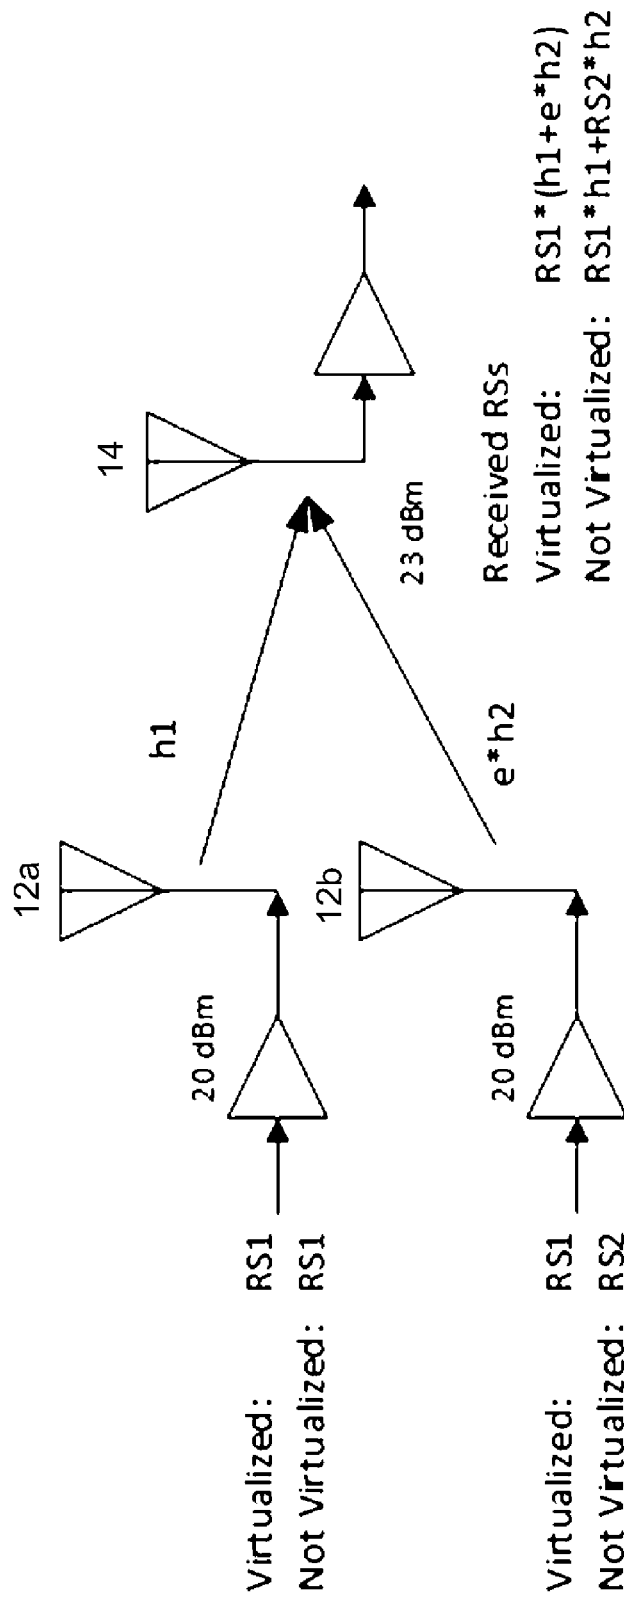 12a
20 dBm
Virtualized: RS1
Not Virtualized: RS1
12b
20 dBm
Virtualized: RS1
Not Virtualized: RS2
h1
e*h2
14
23 dBm
Received RSs
Virtualized: RS1*(h1+e*h2)
Not Virtualized: RS1*h1+RS2*h2